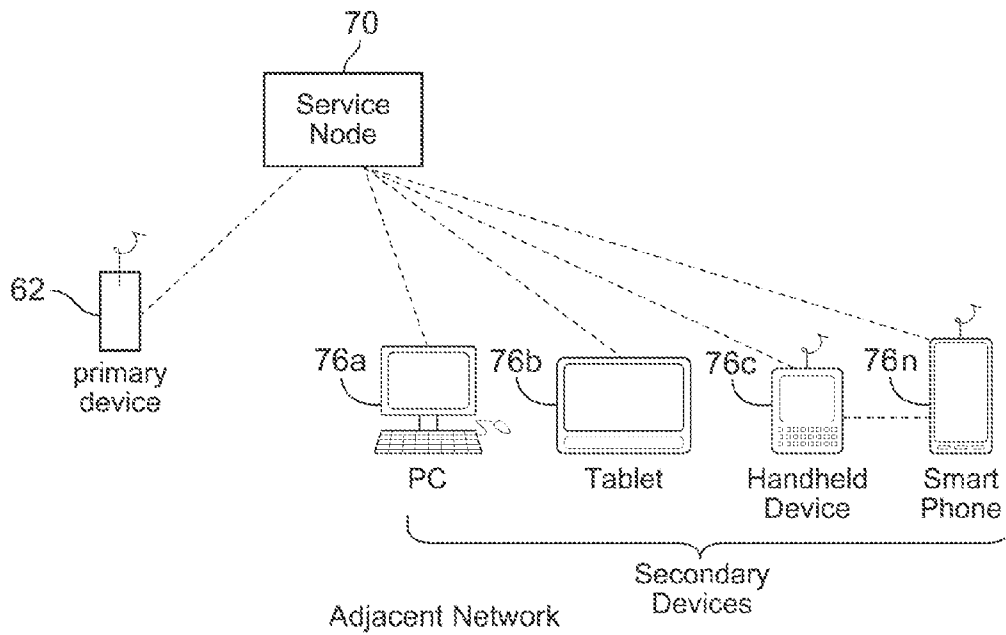 70
Service
Node
62
primary
device
76a
76b
76c
76n
PC
Tablet
Handheld
Device
Smart
Phone
Secondary
Devices
Adjacent Network